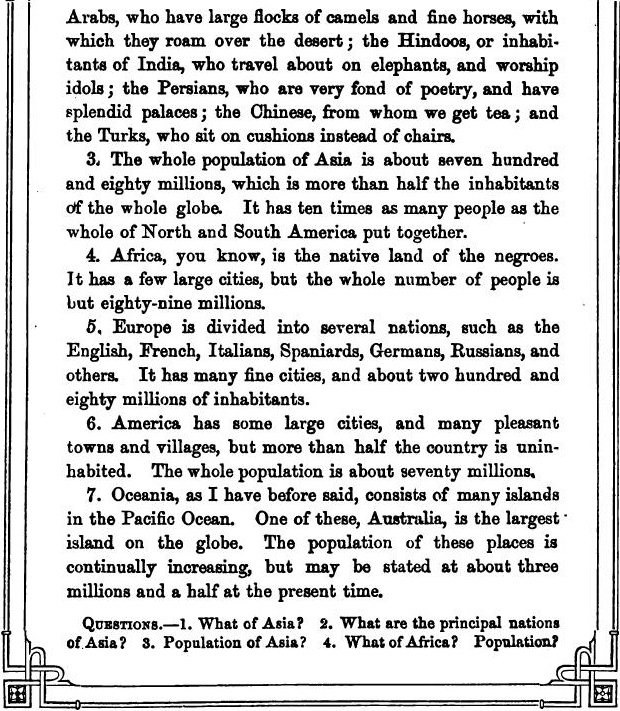 Arabs, who have large flocks of camels and fine horses, with
which they roam over the desert; the Hindoos, or inhabi-
tants of India, who travel about on elephants, and worship
idols; the Persians, who are very fond of poetry, and have
splendid palaces; the Chinese, from whom we get tea; and
the Turks, who sit on cushions instead of chairs.
3. The whole population of Asia is about seven hundred
and eighty millions, which is more than half the inhabitants
of the whole globe. It has ten times as many people as the
whole of North and South America put together.
4. Africa, you know, is the native land of the negroes.
It has a few large cities, but the whole number of people is
but eighty-nine millions.
5. Europe is divided into several nations, such as the
English, French, Italians, Spaniards, Germans, Russians, and
others. It has many fine cities, and about two hundred and
eighty millions of inhabitants.
6. America has some large cities, and many pleasant
towns and villages, but more than half the country is unin-
habited. The whole population is about seventy millions.
7. Oceania, as I have before said, consists of many islands
in the Pacific Ocean. One of these, Australia, is the largest
island on the globe. The population of these places is
continually increasing, but may be stated at about three
millions and a half at the present time.
QUESTIONS.—1. What of Asia? 2. What are the principal nations
of Asia? 3. Population of Asia? 4. What of Africa? Population?